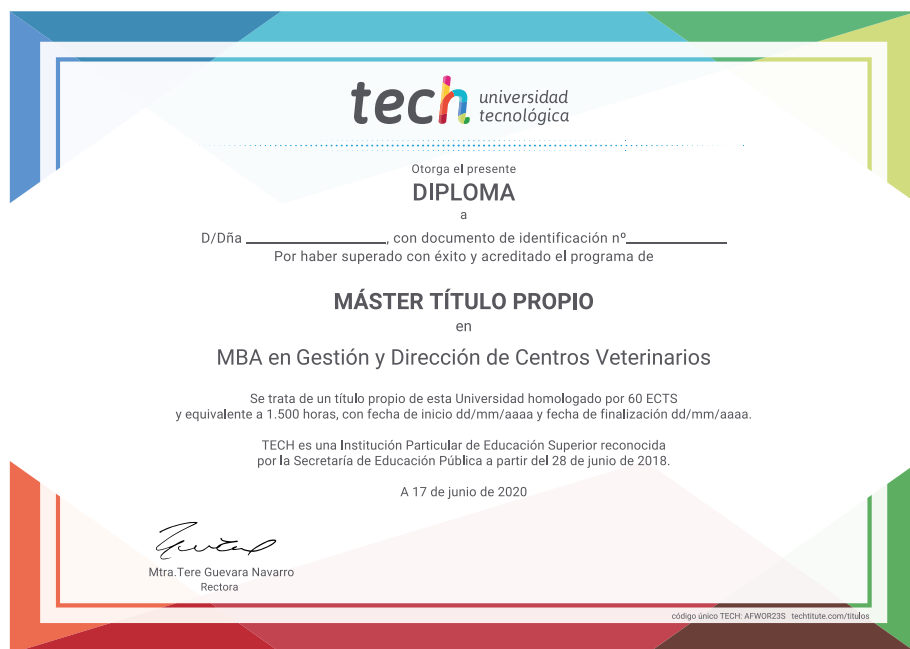 tech universidad
tecnológica
Otorga el presente
DIPLOMA
a
D/Dña ____________________, con documento de identificación nº______________
Por haber superado con éxito y acreditado el programa de
MÁSTER TÍTULO PROPIO
en
MBA en Gestión y Dirección de Centros Veterinarios
Se trata de un título propio de esta Universidad homologado por 60 ECTS
y equivalente a 1.500 horas, con fecha de inicio dd/mm/aaaa y fecha de finalización dd/mm/aaaa.
TECH es una Institución Particular de Educación Superior reconocida
por la Secretaría de Educación Pública a partir del 28 de junio de 2018.
A 17 de junio de 2020
Mtra.Tere Guevara Navarro
Rectora
código único TECH: AFWOR23S techtitute.com/titulos